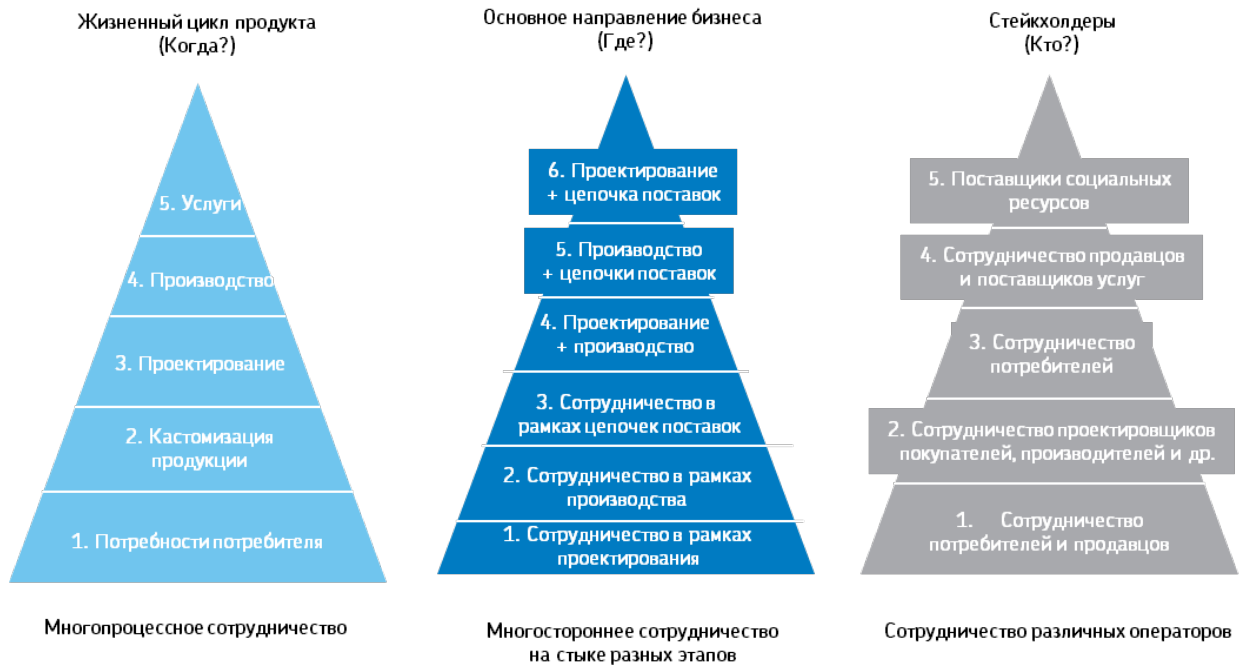 Жизненный цикл продукта
(Когда?)
5. Услуги
4. Производство
3. Проектирование
2. Кастомизация
продукции
1. Потребности потребителя
Многопроцессное сотрудничество
Основное направление бизнеса
(Где?)
6. Проектирование
+ цепочка поставок
5. Производство
+ цепочки поставок
4. Проектирование
+ производство
3. Сотрудничество в
рамках цепочек поставок
2. Сотрудничество в рамках
производства
1. Сотрудничество в рамках
проектирования
Многостороннее сотрудничество
на стыке разных этапов
Стейкхолдеры
(Кто?)
5. Поставщики социальных
ресурсов
4. Сотрудничество продавцов
и поставщиков услуг
3. Сотрудничество
потребителей
2. Сотрудничество проектировщиков
покупателей, производителей и др.
1. Сотрудничество
потребителей и продавцов
Сотрудничество различных операторов